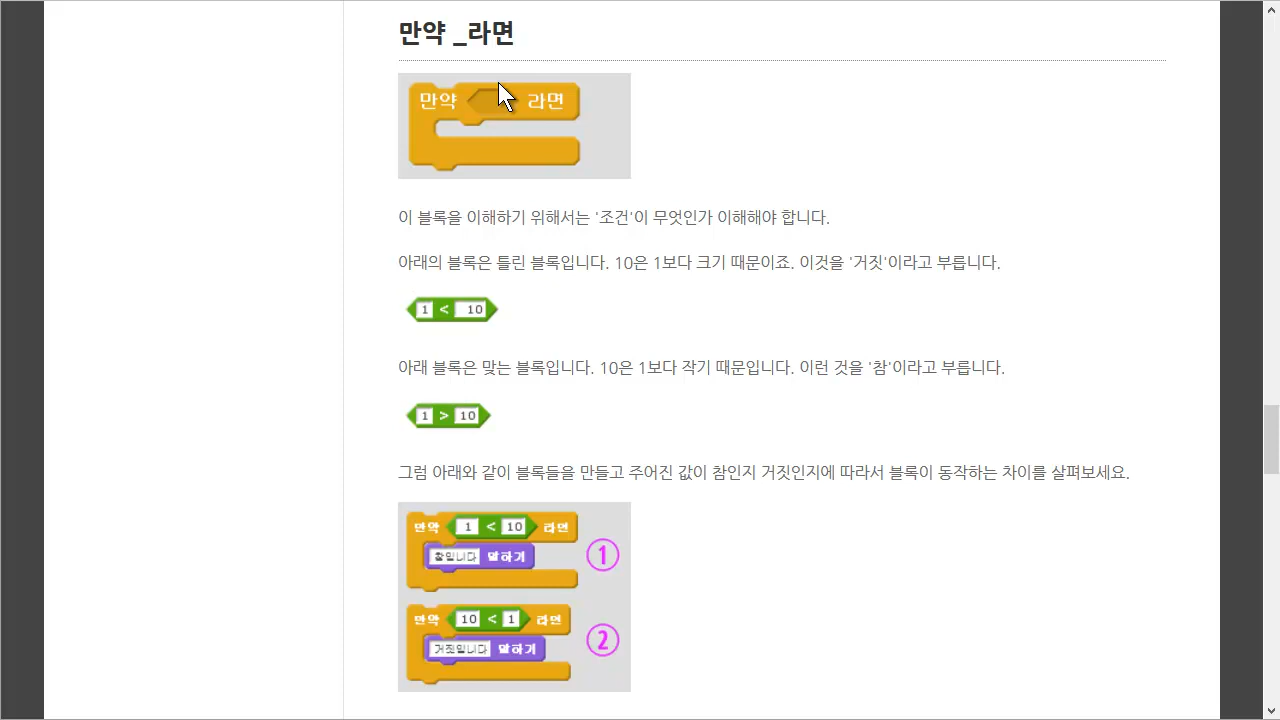 만약 _라면
만약 라면
이 블록을 이해하기 위해서는 '조건'이 무엇인가 이해해야 합니다.
아래의 블록은 틀린 블록입니다. 10은 1보다 크기 때문이죠. 이것을 '거짓'이라고 부릅니다.
1 < 10
아래 블록은 맞는 블록입니다. 10은 1보다 작기 때문입니다. 이런 것을 '참'이라고 부릅니다.
1 > 10
그럼 아래와 같이 블록들을 만들고 주어진 값이 참인지 거짓인지에 따라서 블록이 동작하는 차이를 살펴보세요.
만약 1 < 10 라면
참입니다 말하기 ①
만약 10 < 1 라면
거짓입니다 말하기 ②